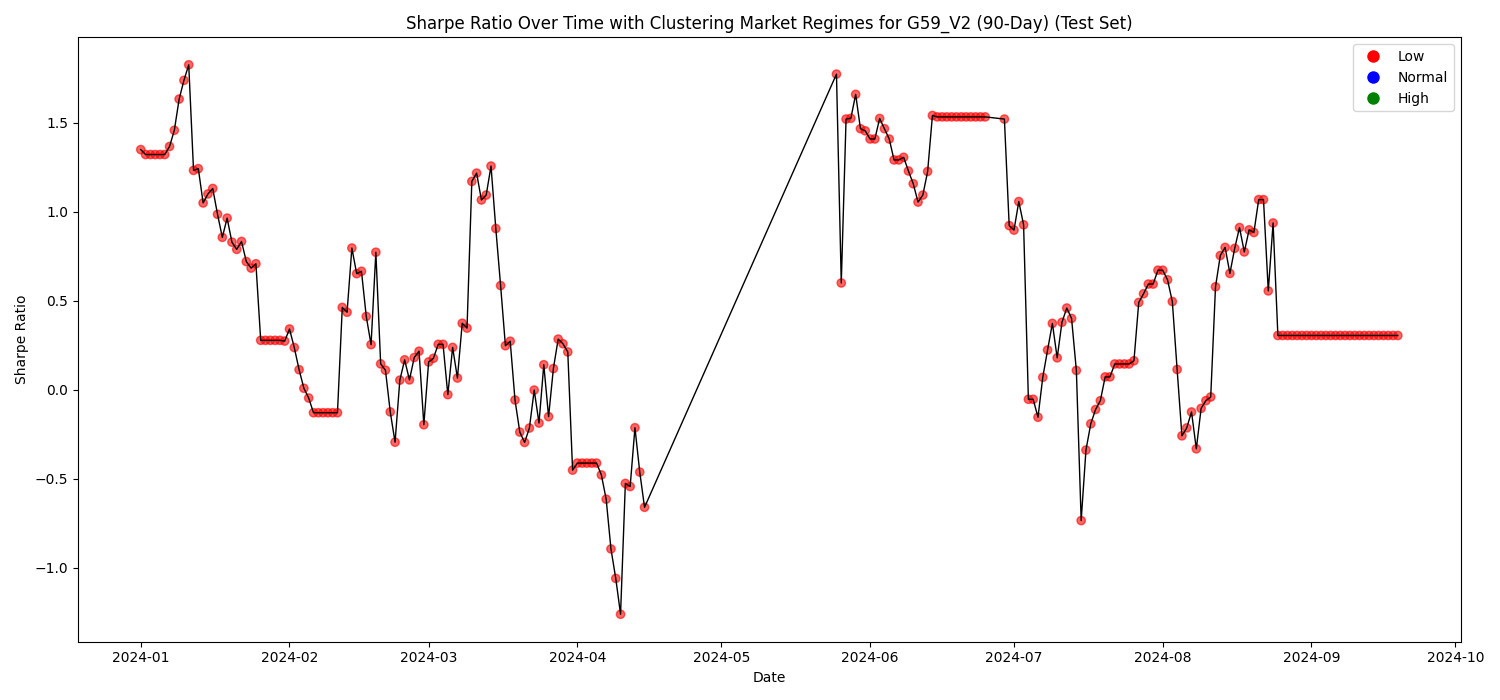 Sharpe Ratio Over Time with Clustering Market Regimes for G59_V2 (90-Day) (Test Set)
Low
Normal
High
Sharpe Ratio
1.5
1.0
0.5
0.0
−0.5
−1.0
2024-01
2024-02
2024-03
2024-04
2024-05
2024-06
2024-07
2024-08
2024-09
2024-10
Date